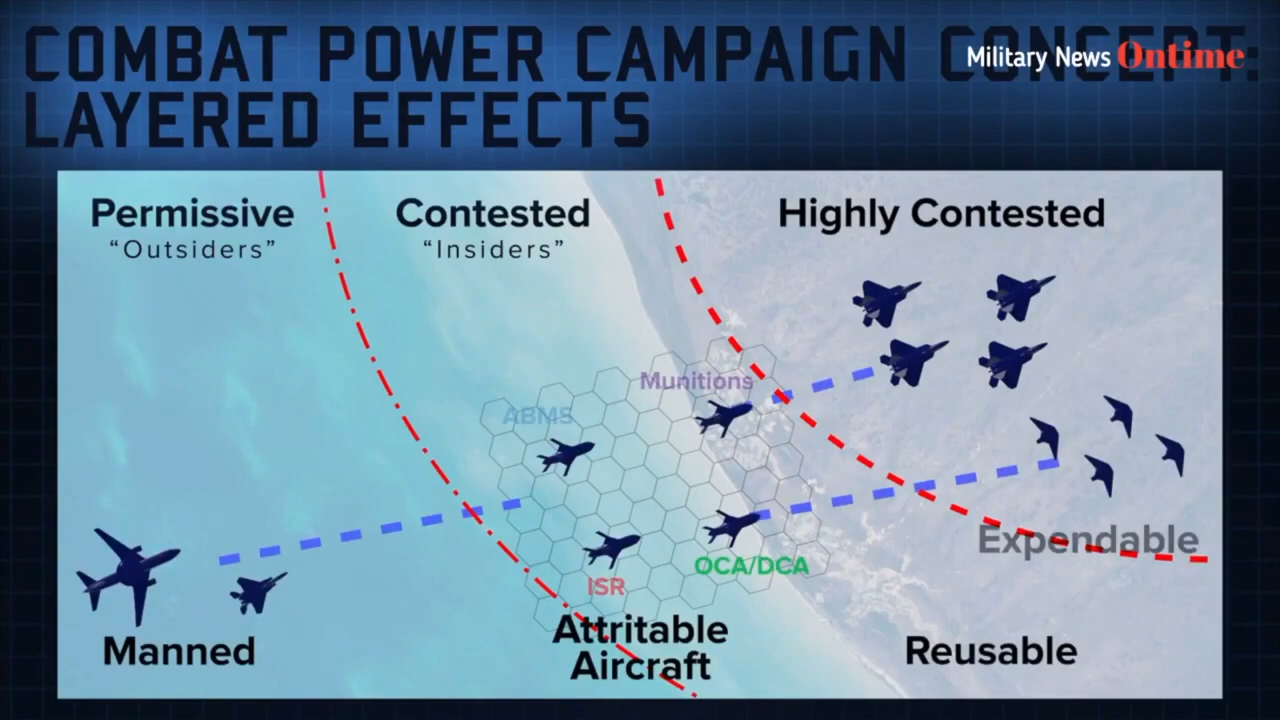 COMBAT POWER CAMPAIGN CONCEPT:
LAYERED EFFECTS
Military News Ontime
Permissive
“Outsiders”
Contested
“Insiders”
Highly Contested
Munitions
ABMS
OCA/DCA
ISR
Expendable
Manned
Attritable
Aircraft
Reusable